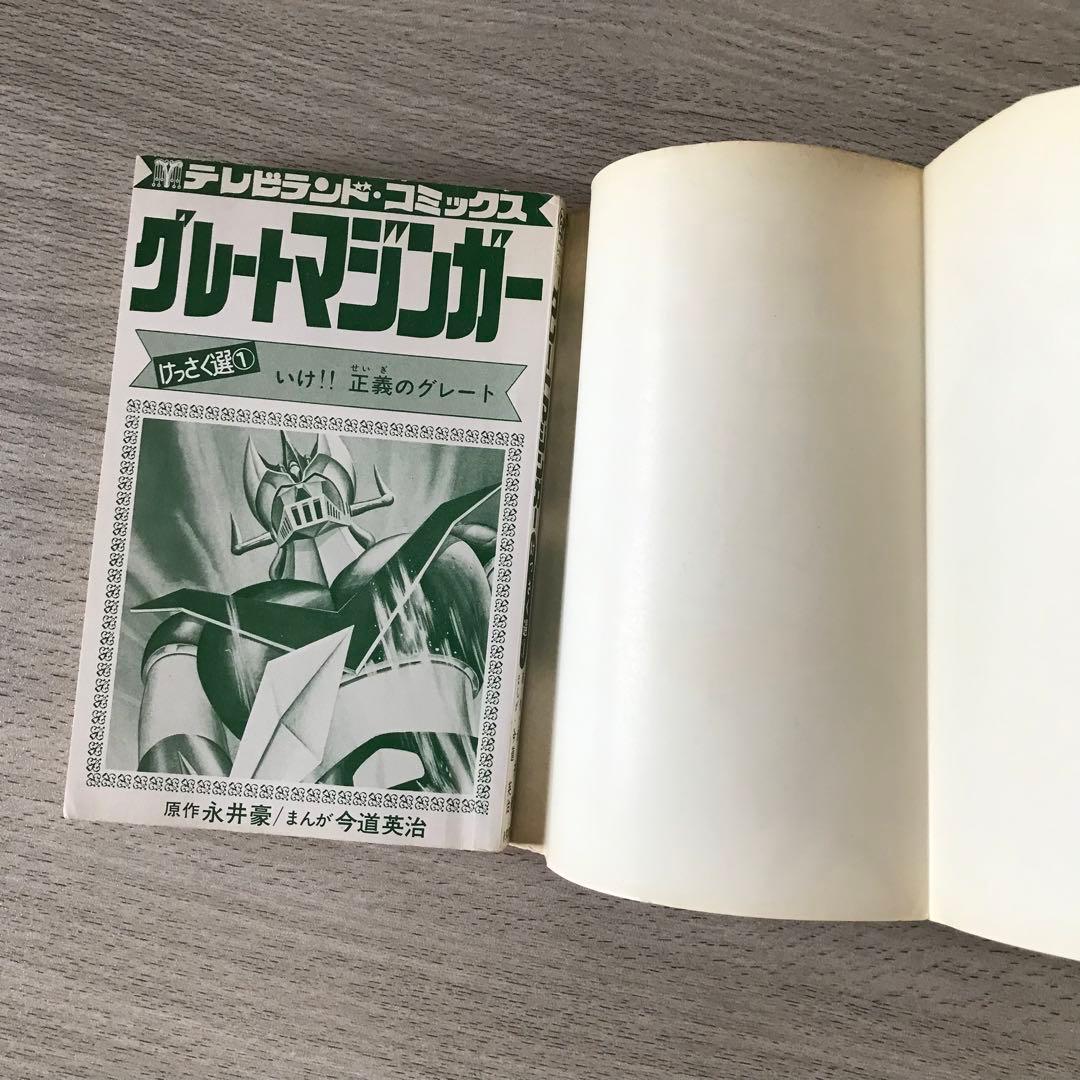 テレビランド・コミックス
グレートマジンガー
けっさく選①
いけ!! 正義のグレート
せいぎ
原作 永井豪/まんが 今道英治